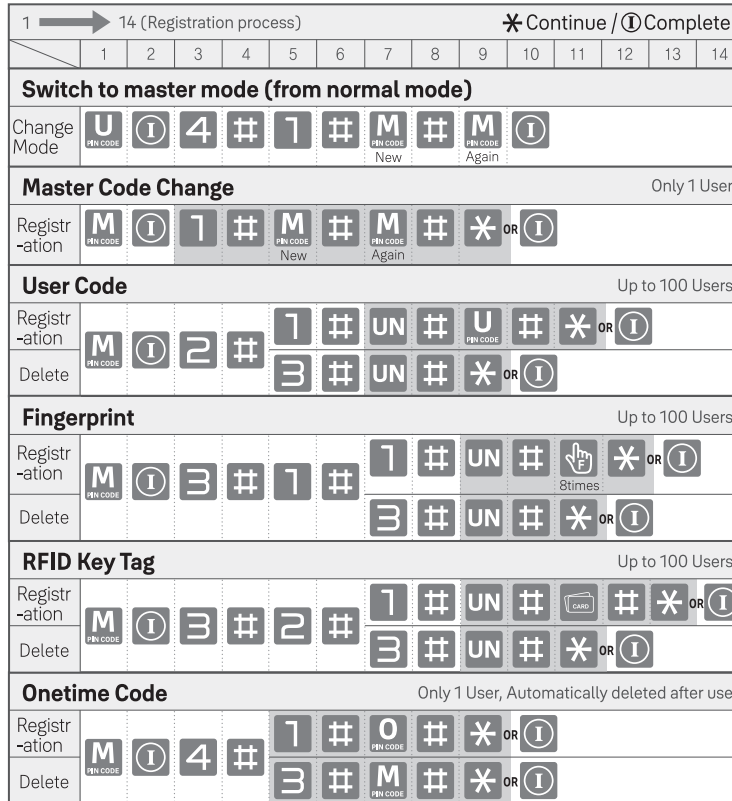 1 → 14 (Registration process) ✱ Continue / Ⓘ Complete
1 2 3 4 5 6 7 8 9 10 11 12 13 14
Switch to master mode (from normal mode)
Change Mode U PIN CODE Ⓘ 4 # 1 # M PIN CODE New # M PIN CODE Again Ⓘ
Master Code Change Only 1 User
Registr-ation M PIN CODE Ⓘ 1 # M PIN CODE New # M PIN CODE Again # ✱ OR Ⓘ
User Code Up to 100 Users
Registr-ation M PIN CODE Ⓘ 2 # 1 # UN # U PIN CODE # ✱ OR Ⓘ
Delete 3 # UN # ✱ OR Ⓘ
Fingerprint Up to 100 Users
Registr-ation M PIN CODE Ⓘ 3 # 1 # 1 # UN # F 8times ✱ OR Ⓘ
Delete 3 # UN # ✱ OR Ⓘ
RFID Key Tag Up to 100 Users
Registr-ation M PIN CODE Ⓘ 3 # 2 # 1 # UN # CARD # ✱ OR Ⓘ
Delete 3 # UN # ✱ OR Ⓘ
Onetime Code Only 1 User, Automatically deleted after use
Registr-ation M PIN CODE Ⓘ 4 # 1 # O PIN CODE # ✱ OR Ⓘ
Delete 3 # M PIN CODE # ✱ OR Ⓘ